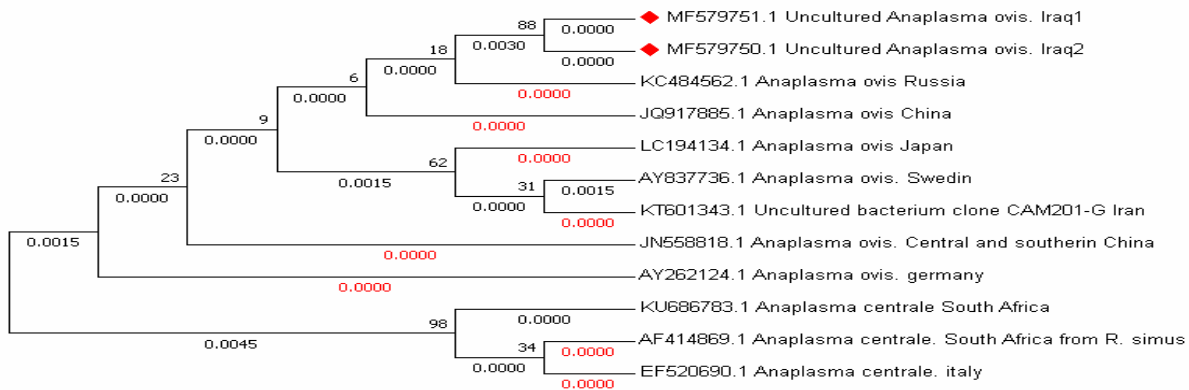 MF579751.1 Uncultured Anaplasma ovis. Iraq1
88
0.0000
0.0030
MF579750.1 Uncultured Anaplasma ovis. Iraq2
18
0.0000
0.0000
KC484562.1 Anaplasma ovis Russia
6
0.0000
0.0000
JQ917885.1 Anaplasma ovis China
9
0.0000
0.0000
LC194134.1 Anaplasma ovis Japan
62
0.0000
0.0015
AY837736.1 Anaplasma ovis. Swedin
23
31
0.0015
0.0000
0.0000
KT601343.1 Uncultured bacterium clone CAM201-G Iran
0.0000
0.0015
JN558818.1 Anaplasma ovis. Central and southerin China
0.0000
AY262124.1 Anaplasma ovis. germany
0.0000
KU686783.1 Anaplasma centrale South Africa
98
0.0000
0.0045
AF414869.1 Anaplasma centrale. South Africa from R. simus
34
0.0000
0.0000
EF520690.1 Anaplasma centrale. italy
0.0000